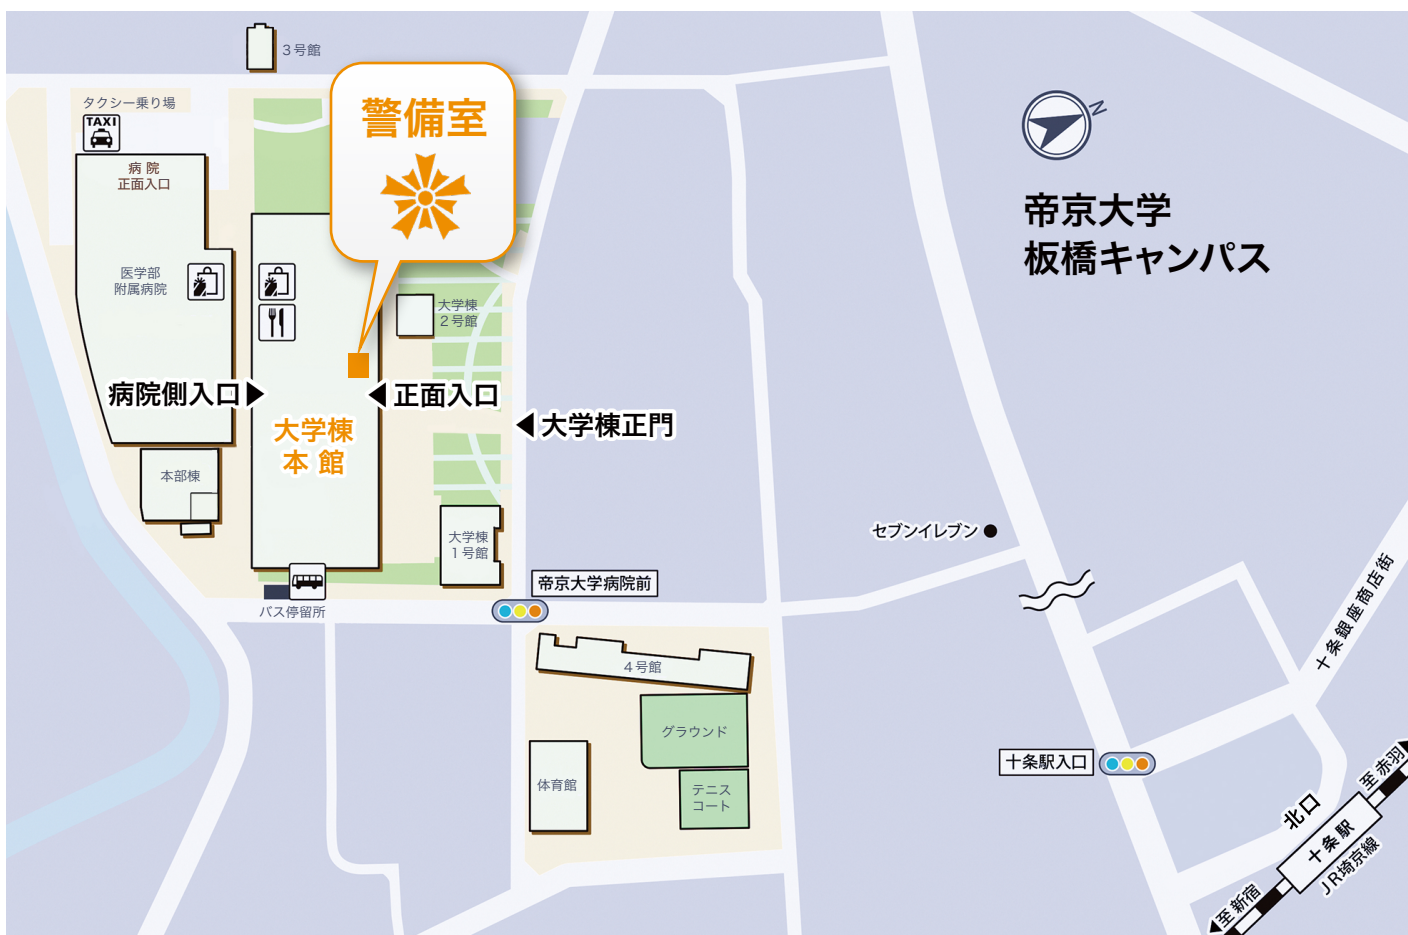 ３号館
タクシー乗り場
TAXI
病 院
正面入口
警備室
N
帝京大学
板橋キャンパス
医学部
附属病院
大学棟
２号館
病院側入口
正面入口
大学棟正門
大学棟
本 館
本部棟
大学棟
１号館
セブンイレブン
帝京大学病院前
バス停留所
４号館
グラウンド
体育館
テニス
コート
十条銀座商店街
十条駅入口
至 赤羽
北口
十条駅
JR埼京線
至 新宿